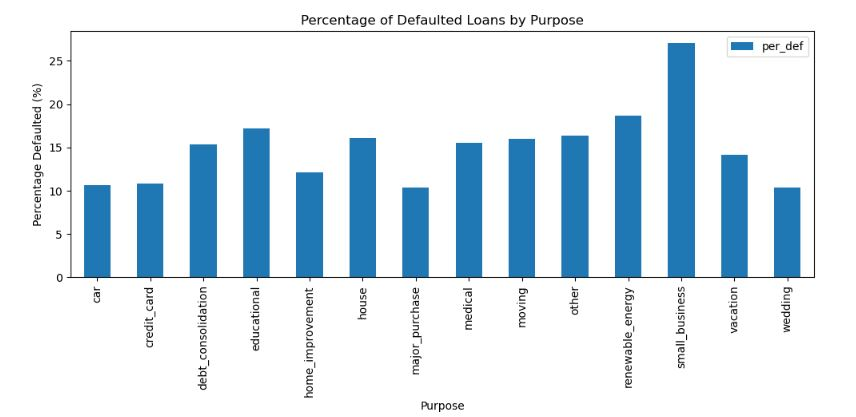 Percentage of Defaulted Loans by Purpose
per_def
Percentage Defaulted (%)
25
20
15
10
5
0
car
credit_card
debt_consolidation
educational
home_improvement
house
major_purchase
medical
moving
other
renewable_energy
small_business
vacation
wedding
Purpose